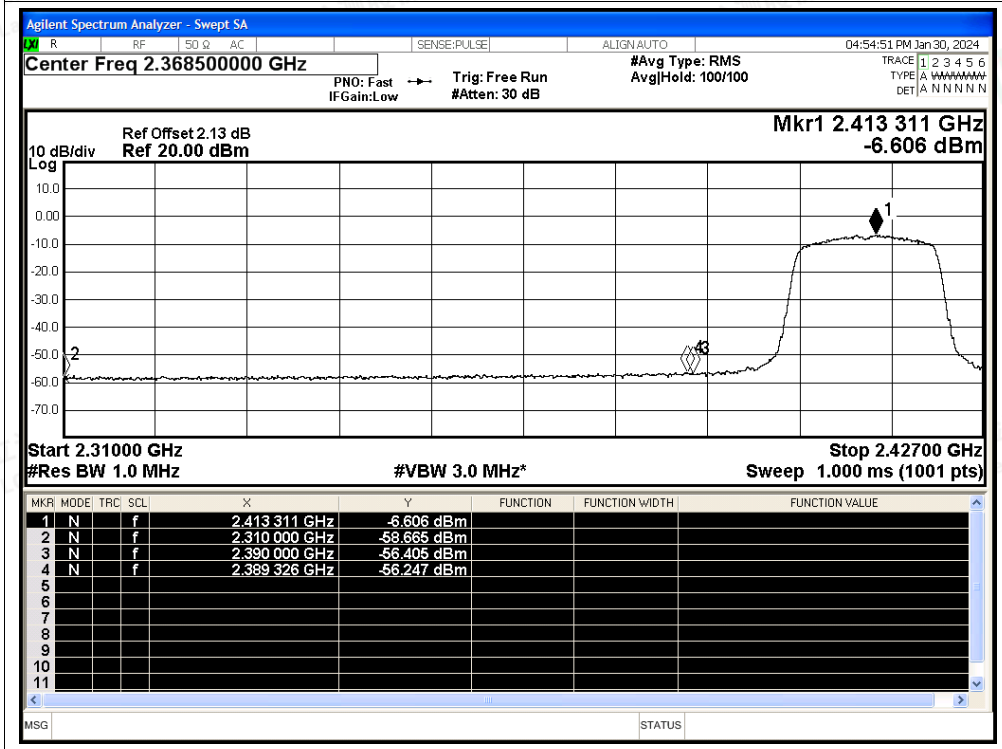 Agilent Spectrum Analyzer - Swept SA
LXI R RF 50 Ω AC SENSE:PULSE ALIGN AUTO 04:54:51 PM Jan 30, 2024
Center Freq 2.368500000 GHz #Avg Type: RMS TRACE 1 2 3 4 5 6
PNO: Fast Trig: Free Run Avg|Hold: 100/100 TYPE A WWWWW
IFGain:Low #Atten: 30 dB DET A N N N N N
Mkr1 2.413 311 GHz
Ref Offset 2.13 dB
10 dB/div Ref 20.00 dBm -6.606 dBm
Log
10.0
0.00
1
-10.0
-20.0
-30.0
-40.0
-50.0 2 4 3
-60.0
-70.0
Start 2.31000 GHz Stop 2.42700 GHz
#Res BW 1.0 MHz #VBW 3.0 MHz* Sweep 1.000 ms (1001 pts)
MKR MODE TRC SCL X Y FUNCTION FUNCTION WIDTH FUNCTION VALUE
1 N f 2.413 311 GHz -6.606 dBm
2 N f 2.310 000 GHz -58.665 dBm
3 N f 2.390 000 GHz -56.405 dBm
4 N f 2.389 326 GHz -56.247 dBm
5
6
7
8
9
10
11
MSG STATUS